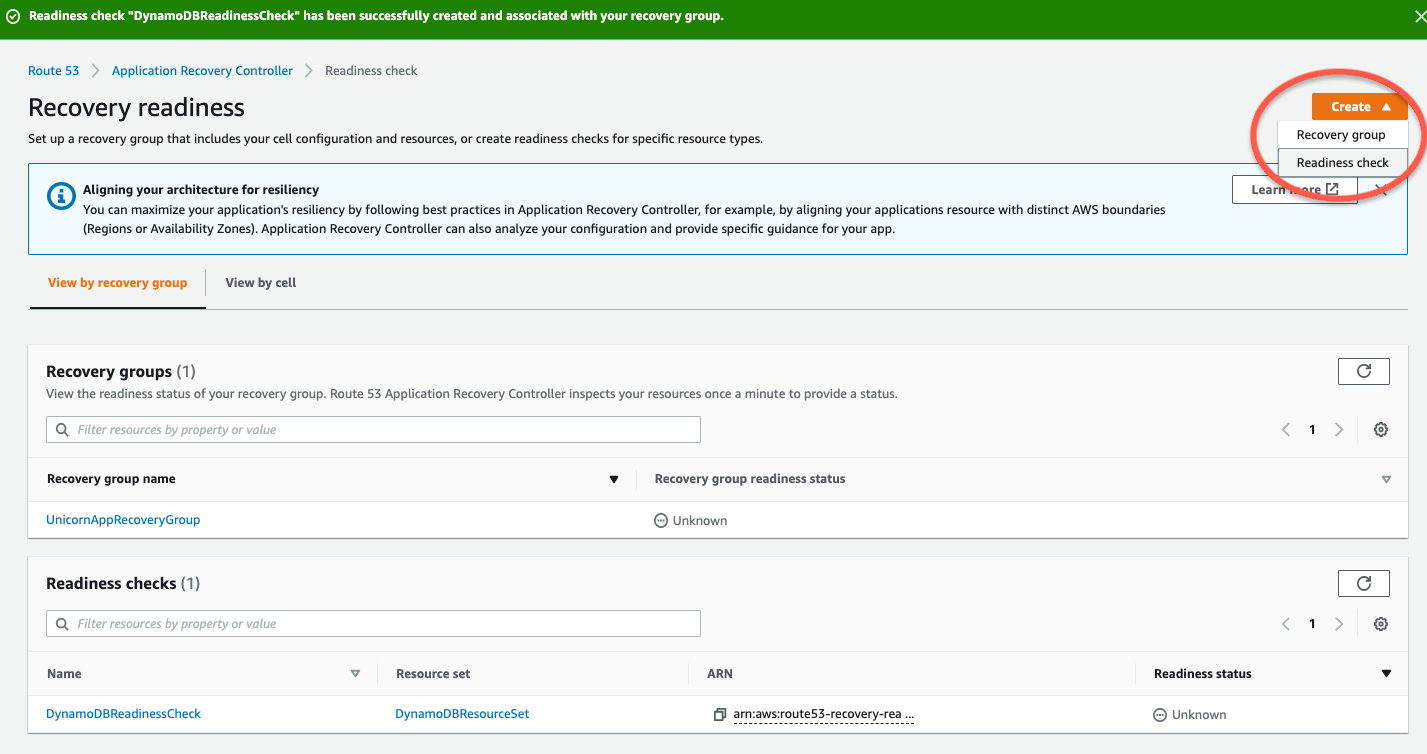 Readiness check "DynamoDBReadinessCheck" has been successfully created and associated with your recovery group.
Route 53 > Application Recovery Controller > Readiness check
Recovery readiness
Create
Set up a recovery group that includes your cell configuration and resources, or create readiness checks for specific resource types.
Recovery group
Readiness check
Aligning your architecture for resiliency
Learn more
You can maximize your application's resiliency by following best practices in Application Recovery Controller, for example, by aligning your applications resource with distinct AWS boundaries
(Regions or Availability Zones). Application Recovery Controller can also analyze your configuration and provide specific guidance for your app.
View by recovery group
View by cell
Recovery groups (1)
View the readiness status of your recovery group. Route 53 Application Recovery Controller inspects your resources once a minute to provide a status.
Filter resources by property or value
1
Recovery group name
Recovery group readiness status
UnicornAppRecoveryGroup
Unknown
Readiness checks (1)
Filter resources by property or value
1
Name
Resource set
ARN
Readiness status
DynamoDBReadinessCheck
DynamoDBResourceSet
arn:aws:route53-recovery-rea ...
Unknown